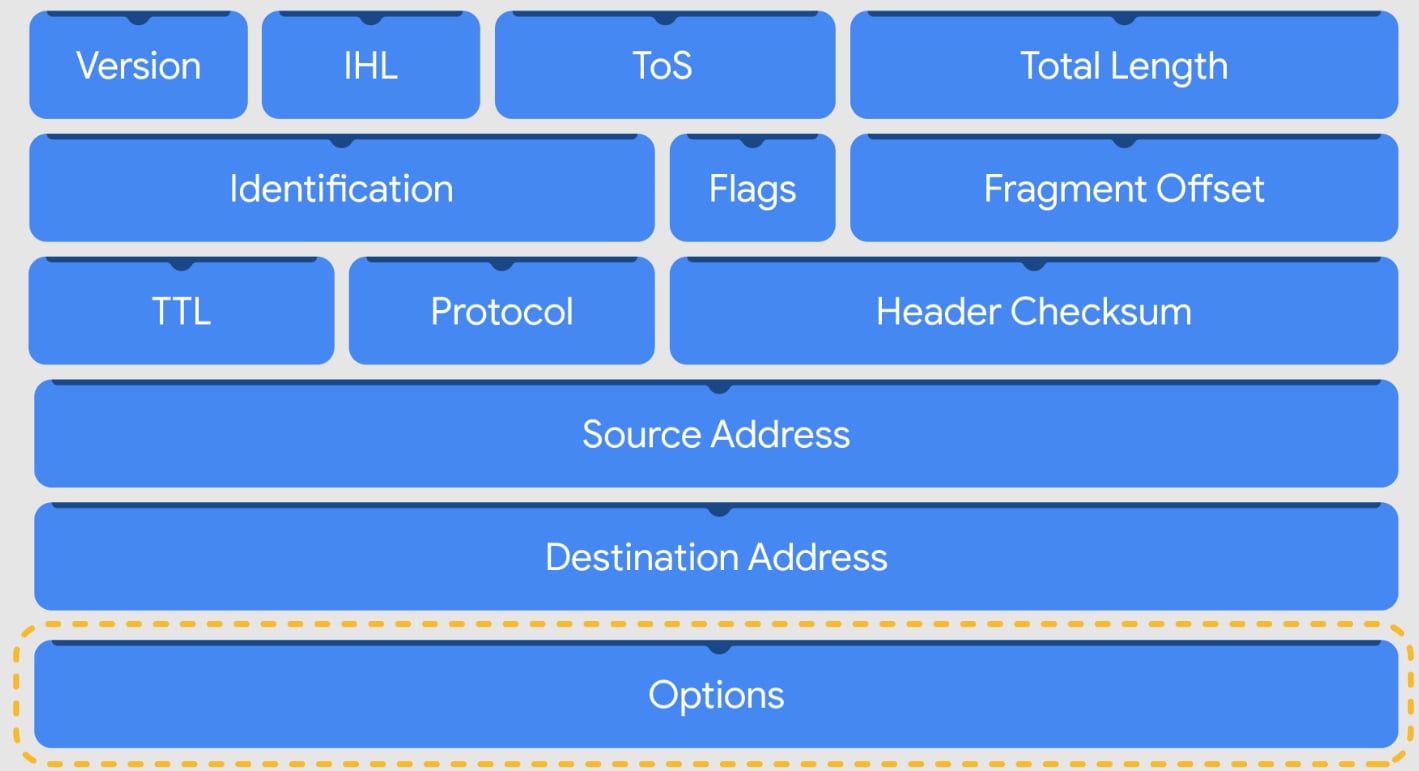 Version IHL ToS Total Length
Identification Flags Fragment Offset
TTL Protocol Header Checksum
Source Address
Destination Address
Options